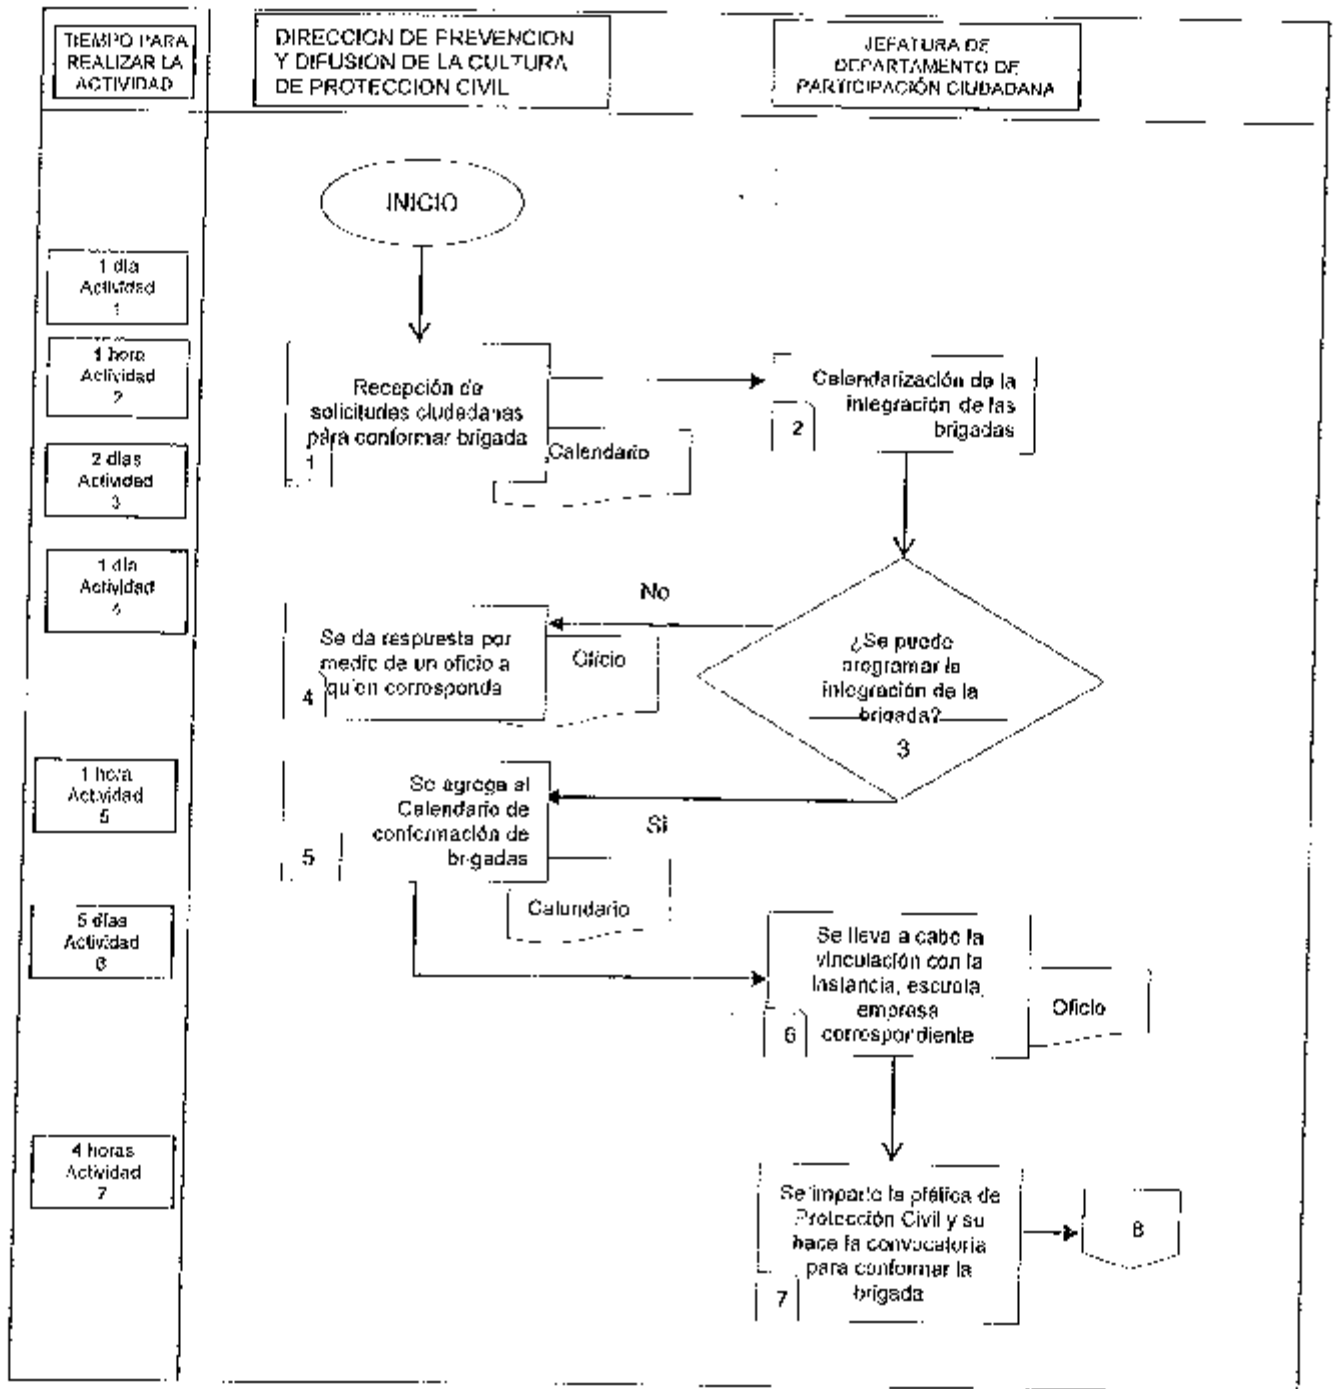 TIEMPO PARA
REALIZAR LA
ACTIVIDAD
DIRECCION DE PREVENCION
Y DIFUSION DE LA CULTURA
DE PROTECCION CIVIL
JEFATURA DE
DEPARTAMENTO DE
PARTICIPACIÓN CIUDADANA
INICIO
1 día
Actividad
1
1 hora
Actividad
2
Recepción de
solicitudes ciudadanas
para conformar brigada
1
Calendario
Calendarización de la
integración de las
brigadas
2
2 días
Actividad
3
1 día
Actividad
4
No
Se da respuesta por
medio de un oficio a
quien corresponda
4
Oficio
¿Se puede
programar la
integración de la
brigada?
3
1 hora
Actividad
5
Se agrega al
Calendario de
conformación de
brigadas
5
Si
Calendario
5 días
Actividad
6
Se lleva a cabo la
vinculación con la
instancia, escuela,
empresa
correspondiente
6
Oficio
4 horas
Actividad
7
Se imparte la plática de
Protección Civil y se
hace la convocatoria
para conformar la
brigada
7
8